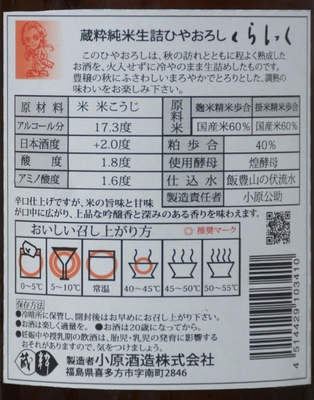 蔵粋純米生詰ひやおろし くらしっく
このひやおろしは、秋の訪れとともに程よく熟成した
お酒を、火入せずに冷やのまま生詰めしたものです。
豊穣の秋にふさわしいまろやかでとろりとした、調熟の
味わいをお楽しみ下さい。
原材料 米 米こうじ
アルコール分 17.3度
日本酒度 +2.0度
酸度 1.8度
アミノ酸度 1.6度
原料米 麹米精米歩合 掛米精米歩合
国産米60% 国産米60%
粕歩合 40%
使用酵母 煌酵母
仕込水 飯豊山の伏流水
製造責任者 小原公助
辛口仕上げですが、米の旨味と甘味
が口中に広がり、上品な吟醸香と深みのある香りを味わえます。
おいしい召し上がり方 推奨マーク
0~5℃ 5~10℃ 常温 40~45℃ 45~50℃ 50~55℃
保存方法
●冷暗所に保管し、開封後はお早めにお召し上がり下さい。
●お酒は楽しく適量を。 ●お酒は20歳になってから。
●妊娠中や授乳期の飲酒は、胎児・乳児の発育に影響する
おそれがありますので、気をつけましょう。
蔵粋
製造者 小原酒造株式会社
福島県喜多方市字南町2846
4 514429 103410